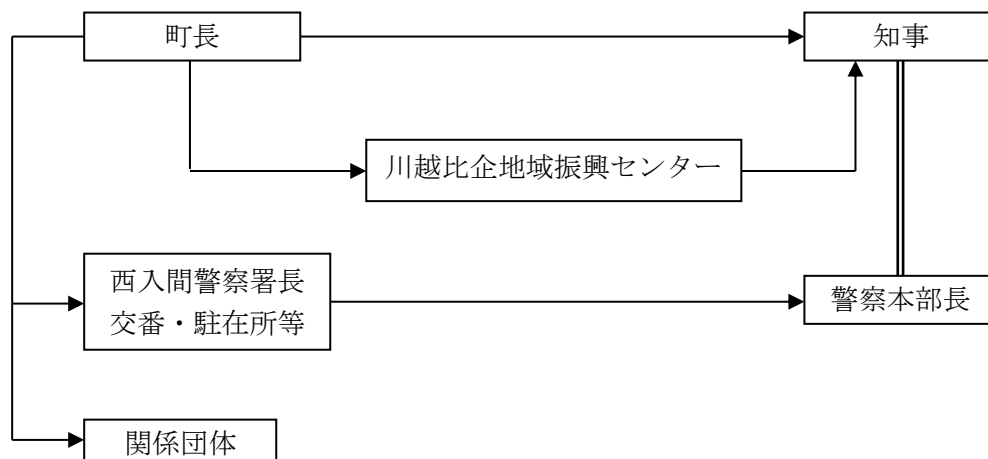 町長
知事
川越比企地域振興センター
西入間警察署長
交番・駐在所等
警察本部長
関係団体